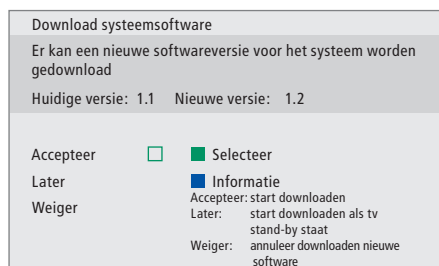 Download systeemsoftware
Er kan een nieuwe softwareversie voor het systeem worden
gedownload
Huidige versie: 1.1 Nieuwe versie: 1.2
Accepteer Selecteer
Later Informatie
Weiger
Accepteer: start downloaden
Later: start downloaden als tv
stand-by staat
Weiger: annuleer downloaden nieuwe
software